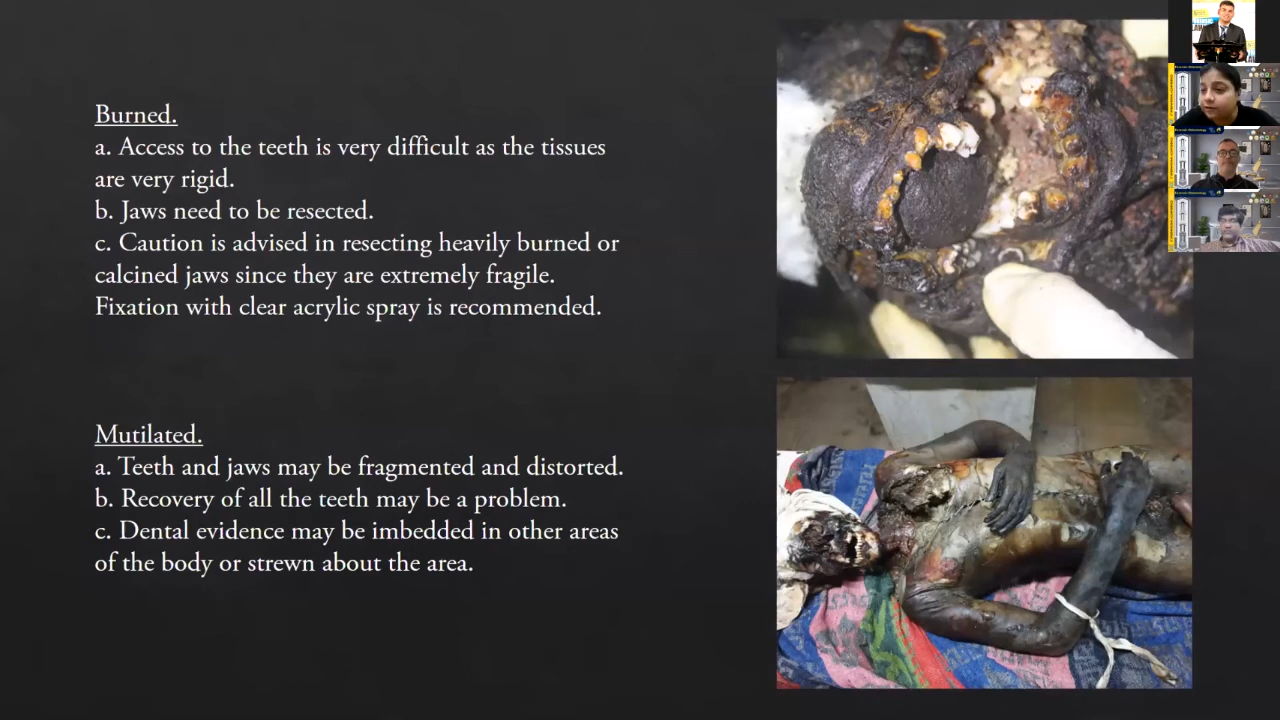 Burned.
a. Access to the teeth is very difficult as the tissues
are very rigid.
b. Jaws need to be resected.
c. Caution is advised in resecting heavily burned or
calcined jaws since they are extremely fragile.
Fixation with clear acrylic spray is recommended.
Mutilated.
a. Teeth and jaws may be fragmented and distorted.
b. Recovery of all the teeth may be a problem.
c. Dental evidence may be imbedded in other areas
of the body or strewn about the area.